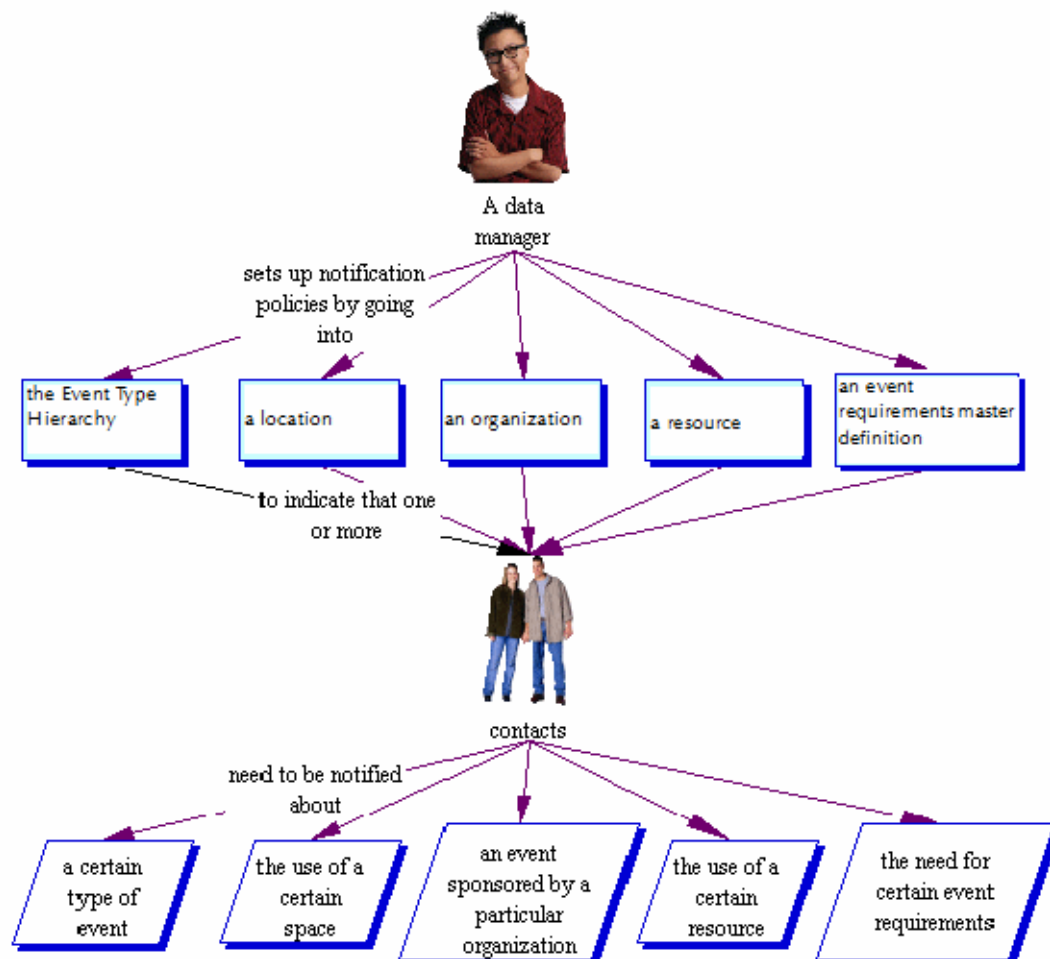 A data
manager
sets up notification
policies by going
into
the Event Type
Hierarchy
a location
an organization
a resource
an event
requirements master
definition
to indicate that one
or more
contacts
need to be notified
about
a certain
type of
event
the use of a
certain
space
an event
sponsored by a
particular
organization
the use of a
certain
resource
the need for
certain event
requirements